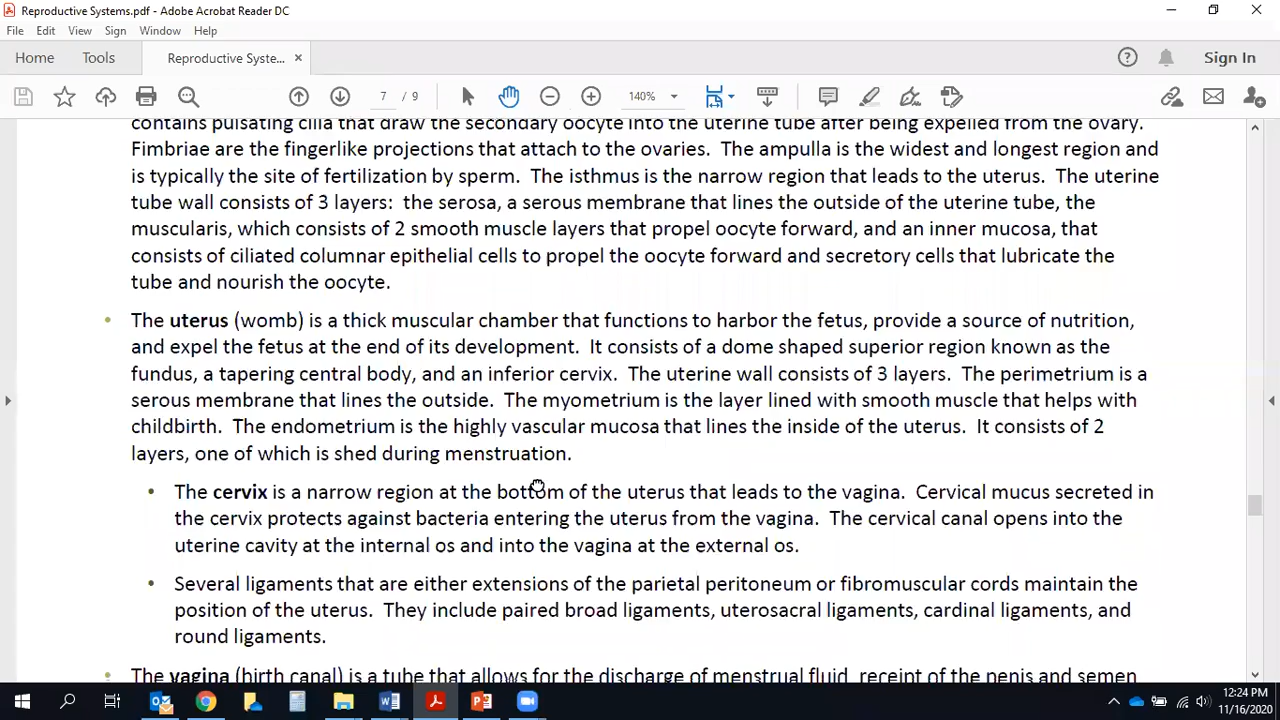 Reproductive Systems.pdf - Adobe Acrobat Reader DC
File Edit View Sign Window Help
Home Tools Reproductive Syste... × Sign In
7 / 9 140%
contains pulsating cilia that draw the secondary oocyte into the uterine tube after being expelled from the ovary.
Fimbriae are the fingerlike projections that attach to the ovaries. The ampulla is the widest and longest region and
is typically the site of fertilization by sperm. The isthmus is the narrow region that leads to the uterus. The uterine
tube wall consists of 3 layers: the serosa, a serous membrane that lines the outside of the uterine tube, the
muscularis, which consists of 2 smooth muscle layers that propel oocyte forward, and an inner mucosa, that
consists of ciliated columnar epithelial cells to propel the oocyte forward and secretory cells that lubricate the
tube and nourish the oocyte.
• The uterus (womb) is a thick muscular chamber that functions to harbor the fetus, provide a source of nutrition,
and expel the fetus at the end of its development. It consists of a dome shaped superior region known as the
fundus, a tapering central body, and an inferior cervix. The uterine wall consists of 3 layers. The perimetrium is a
serous membrane that lines the outside. The myometrium is the layer lined with smooth muscle that helps with
childbirth. The endometrium is the highly vascular mucosa that lines the inside of the uterus. It consists of 2
layers, one of which is shed during menstruation.
• The cervix is a narrow region at the bottom of the uterus that leads to the vagina. Cervical mucus secreted in
the cervix protects against bacteria entering the uterus from the vagina. The cervical canal opens into the
uterine cavity at the internal os and into the vagina at the external os.
• Several ligaments that are either extensions of the parietal peritoneum or fibromuscular cords maintain the
position of the uterus. They include paired broad ligaments, uterosacral ligaments, cardinal ligaments, and
round ligaments.
• The vagina (birth canal) is a tube that allows for the discharge of menstrual fluid, receipt of the penis and semen
12:24 PM
11/16/2020